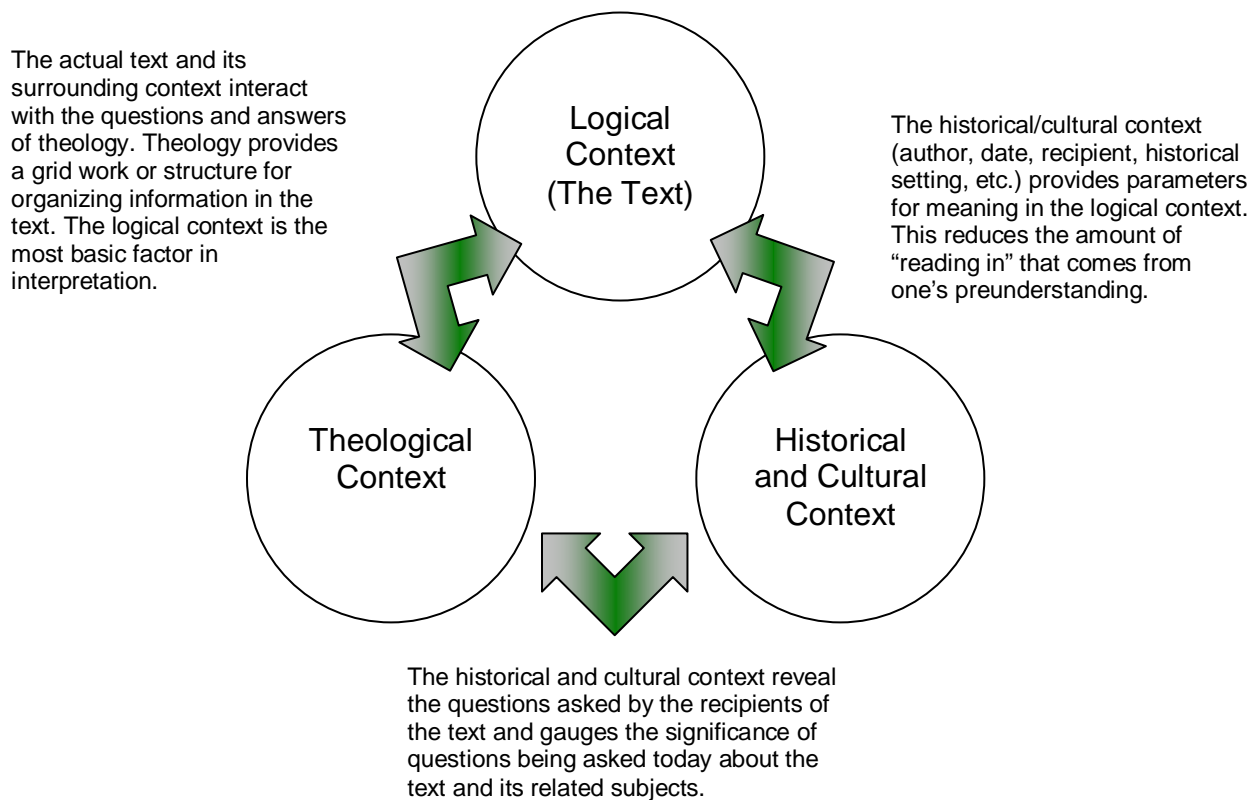 The actual text and its
surrounding context interact
with the questions and answers
of theology. Theology provides
a grid work or structure for
organizing information in the
text. The logical context is the
most basic factor in
interpretation.
Logical
Context
(The Text)
The historical/cultural context
(author, date, recipient, historical
setting, etc.) provides parameters
for meaning in the logical context.
This reduces the amount of
“reading in” that comes from
one’s preunderstanding.
Theological
Context
Historical
and Cultural
Context
The historical and cultural context reveal
the questions asked by the recipients of
the text and gauges the significance of
questions being asked today about the
text and its related subjects.